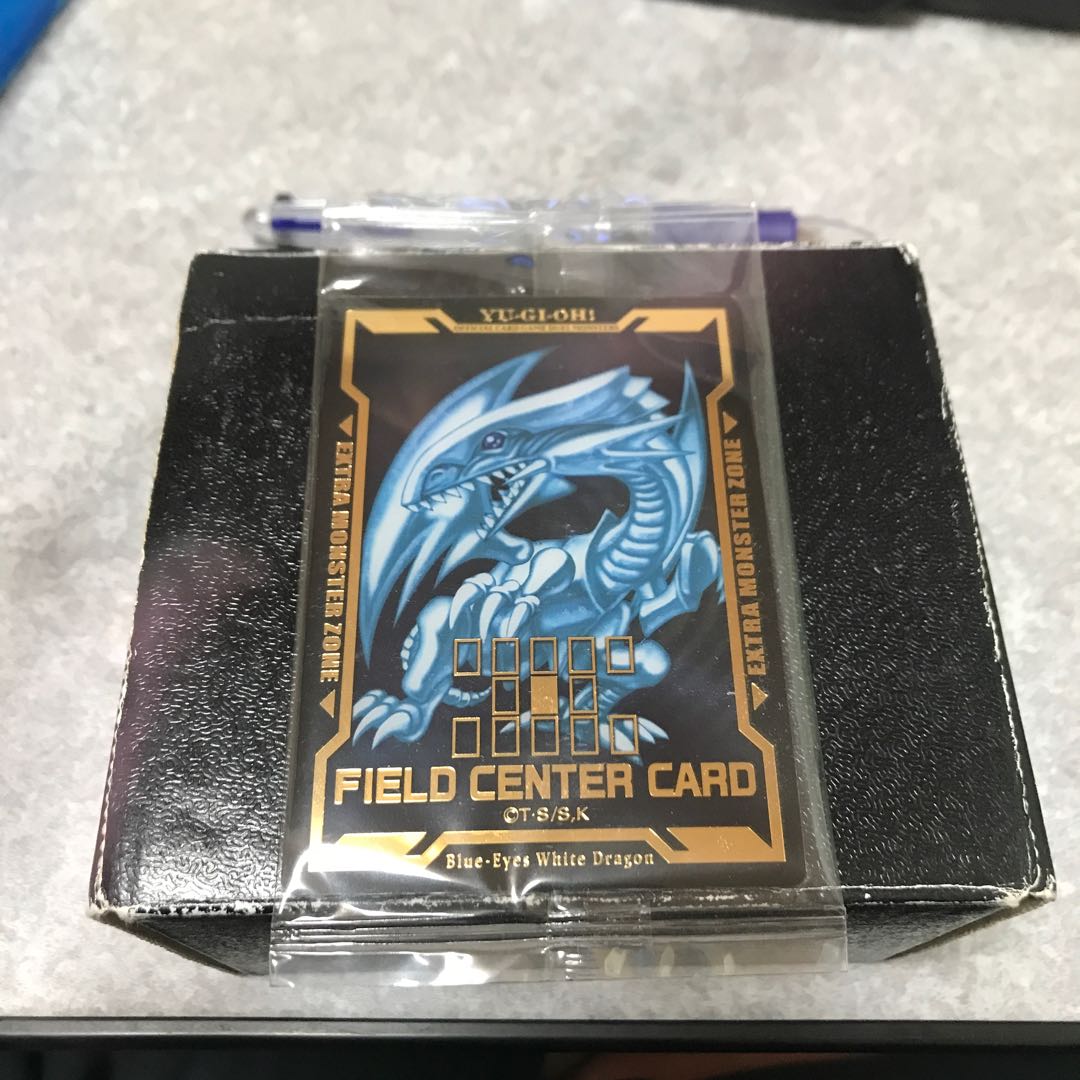 YU-GI-OH!
OFFICIAL CARD GAME DUEL MONSTERS
EXTRA MONSTER ZONE
EXTRA MONSTER ZONE
FIELD CENTER CARD
©T·S/S,K
Blue-Eyes White Dragon